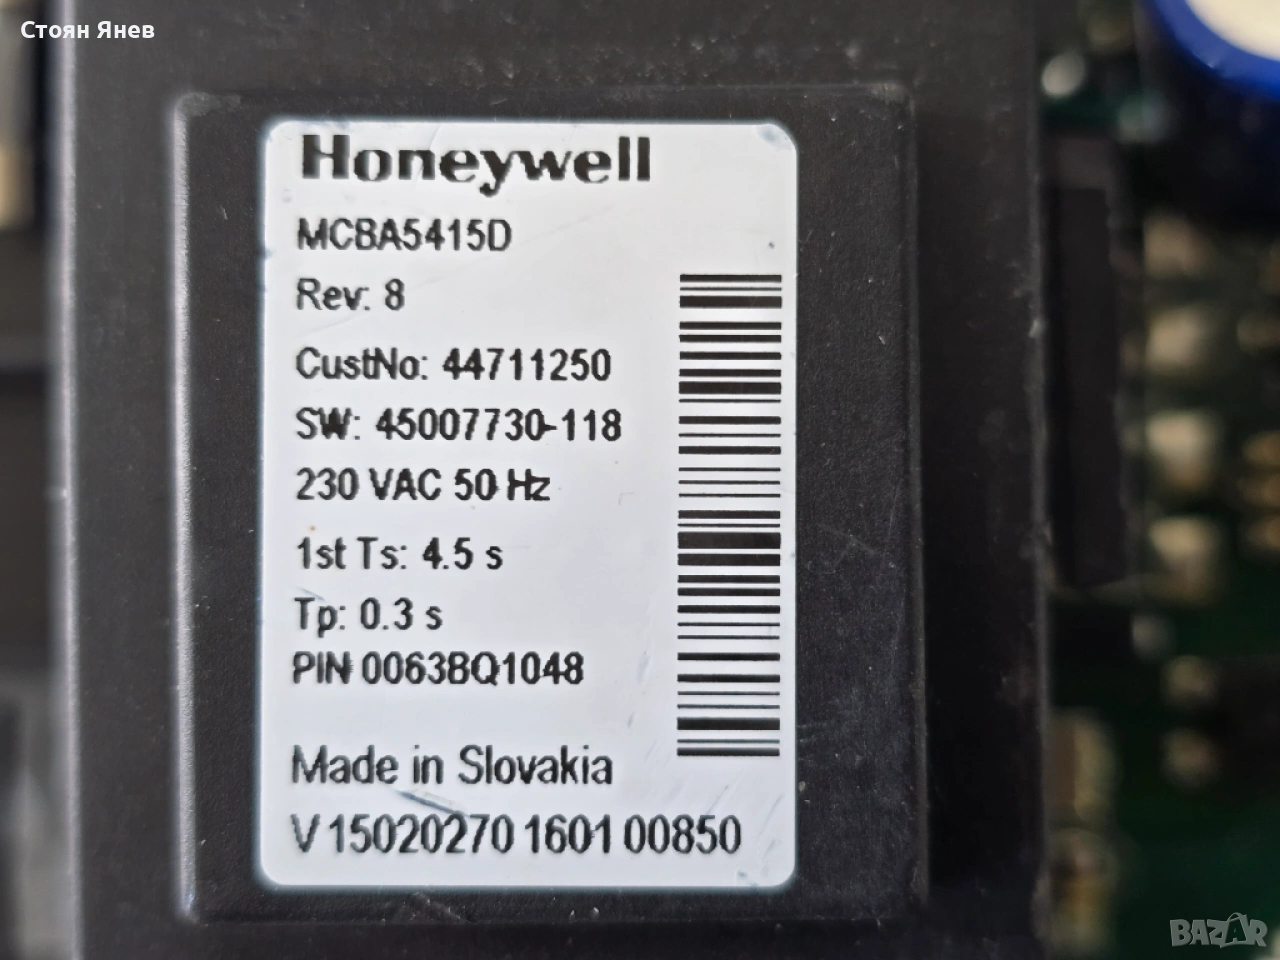 Стоян Янев
Honeywell
MCBA5415D
Rev: 8
CustNo: 44711250
SW: 45007730-118
230 VAC 50 Hz
1st Ts: 4.5 s
Tp: 0.3 s
PIN 0063BQ1048
Made in Slovakia
V 15020270 1601 00850
BAZAR